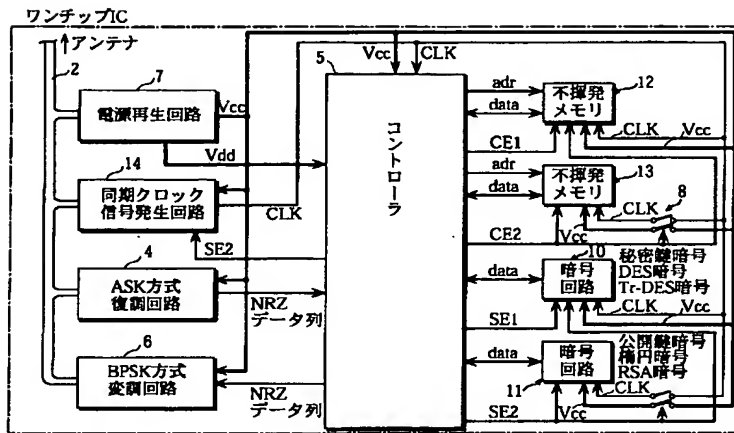 ワンチップIC
アンテナ
2
7
電源再生回路
Vcc
Vdd
14
同期クロック
信号発生回路
CLK
SE2
4
ASK方式
復調回路
NRZ
データ列
6
BPSK方式
変調回路
NRZ
データ列
5
Vcc
CLK
コントローラ
adr
data
CE1
不揮発
メモリ
12
CLK
Vcc
adr
data
CE2
不揮発
メモリ
13
CLK
Vcc
8
秘密鍵暗号
DES暗号
Tr-DES暗号
10
data
暗号
回路
SE1
CLK
Vcc
公開鍵暗号
楕円暗号
RSA暗号
data
暗号
回路
11
SE2
CLK
Vcc